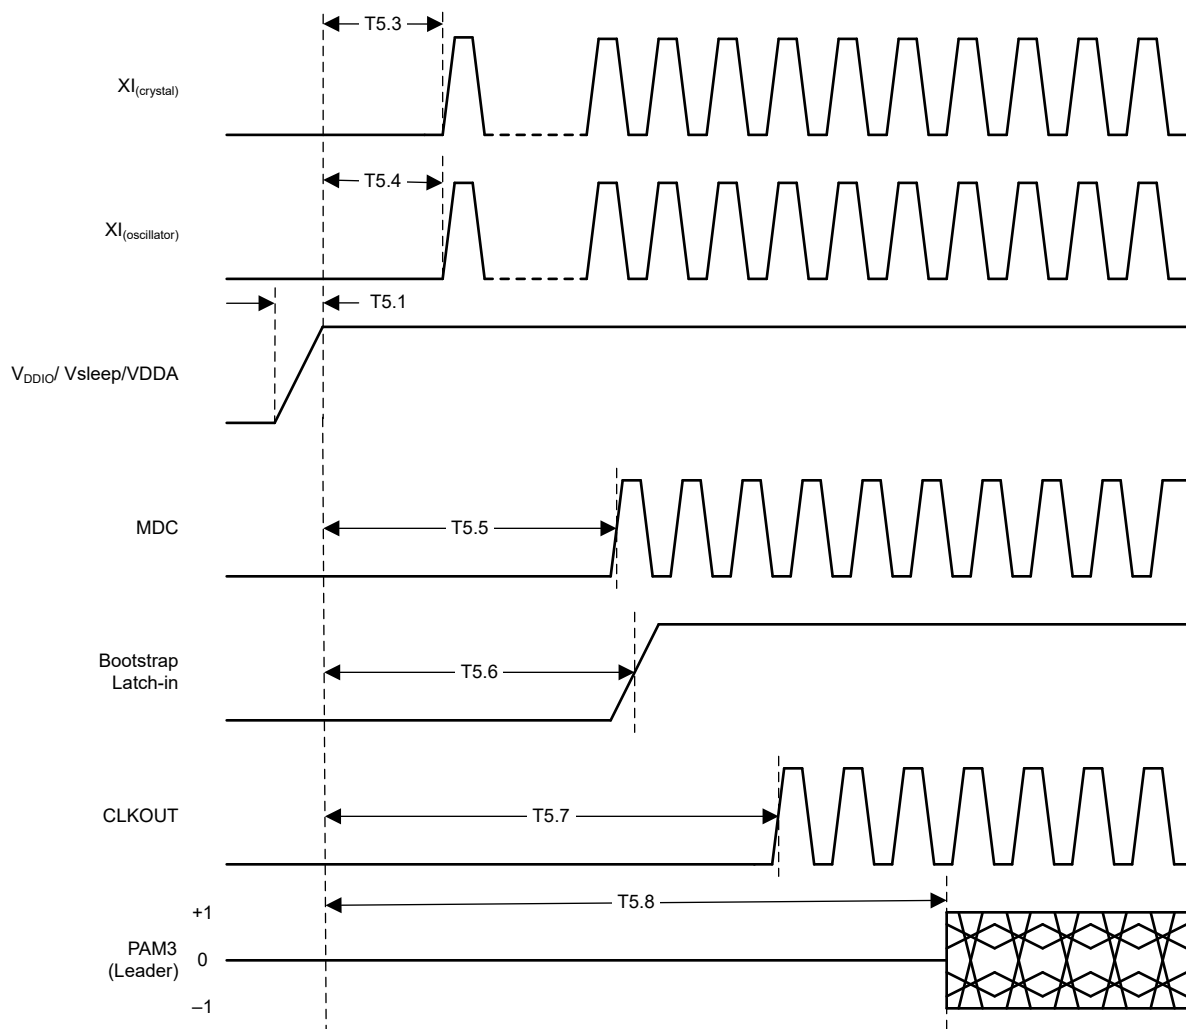 T5.3
XI(crystal)
T5.4
XI(oscillator)
T5.1
VDDIO/ Vsleep/VDDA
MDC
T5.5
Bootstrap
Latch-in
T5.6
CLKOUT
T5.7
T5.8
+1
PAM3
(Leader)
0
–1